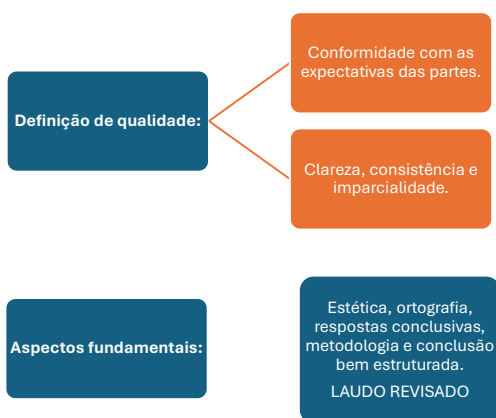 Definição de qualidade:
Conformidade com as
expectativas das partes.
Clareza, consistência e
imparcialidade.
Aspectos fundamentais:
Estética, ortografia,
respostas conclusivas,
metodologia e conclusão
bem estruturada.
LAUDO REVISADO